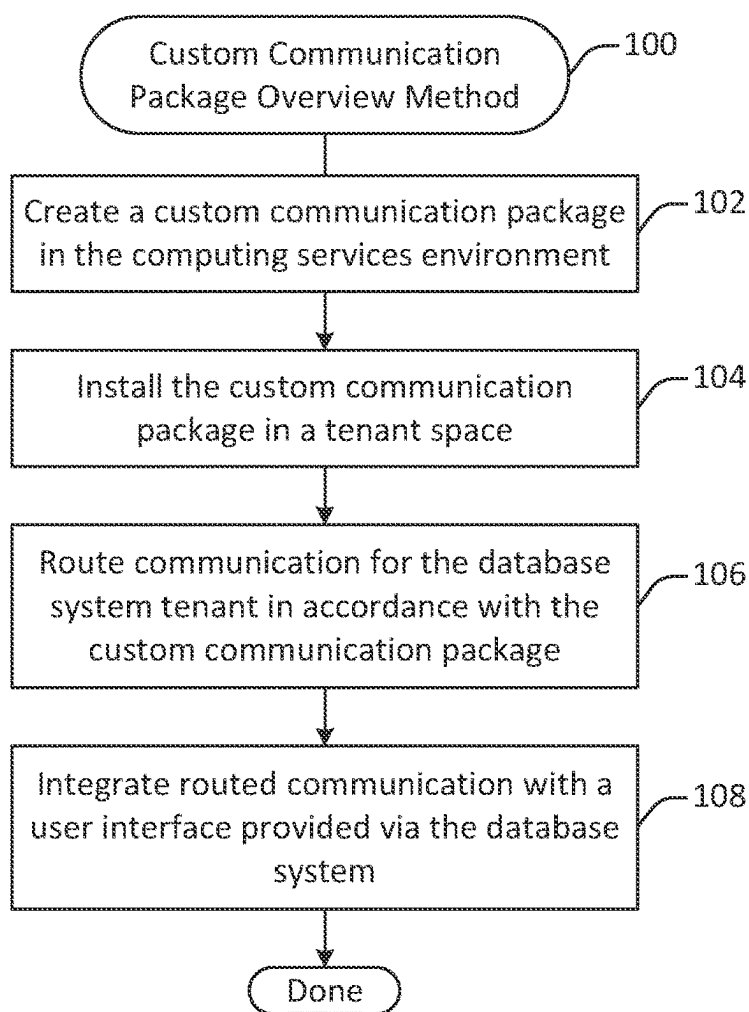 Custom Communication
Package Overview Method
100
Create a custom communication package
in the computing services environment
102
Install the custom communication
package in a tenant space
104
Route communication for the database
system tenant in accordance with the
custom communication package
106
Integrate routed communication with a
user interface provided via the database
system
108
Done